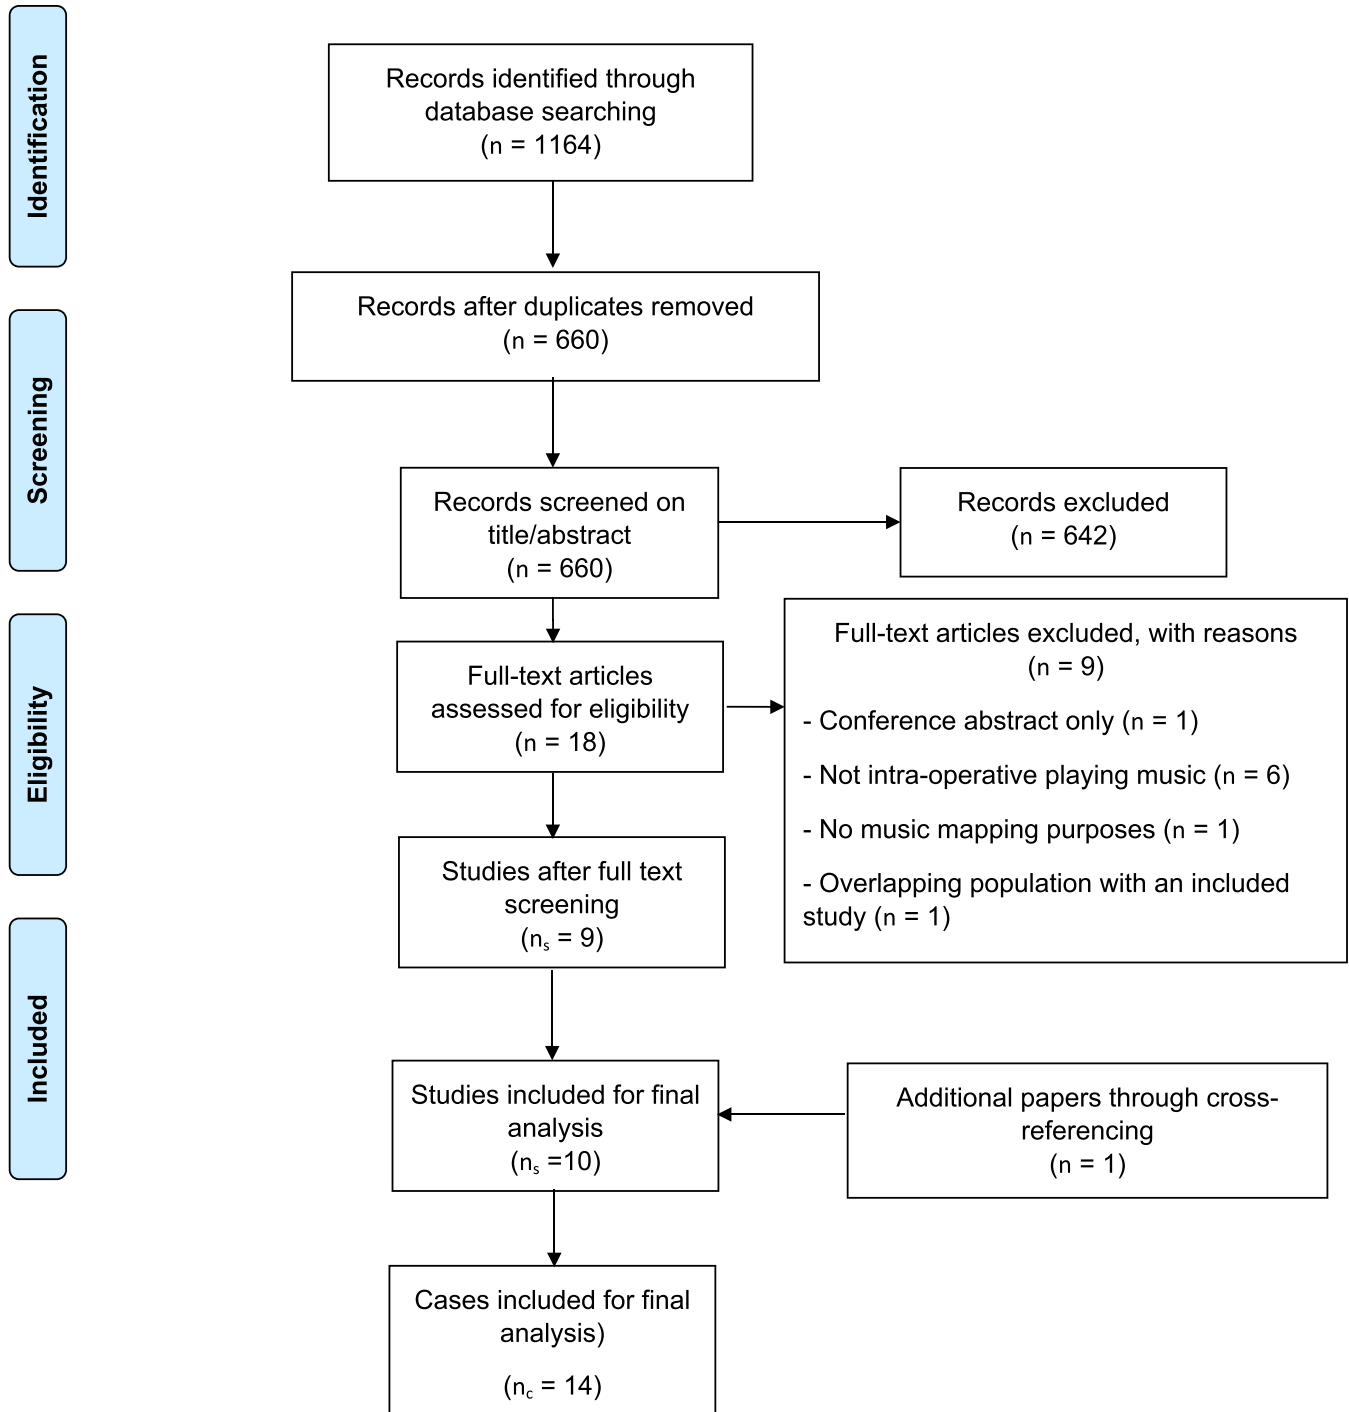 Identification
Records identified through
database searching
(n = 1164)
Records after duplicates removed
(n = 660)
Screening
Records screened on
title/abstract
(n = 660)
Records excluded
(n = 642)
Eligibility
Full-text articles
assessed for eligibility
(n = 18)
Full-text articles excluded, with reasons
(n = 9)
- Conference abstract only (n = 1)
- Not intra-operative playing music (n = 6)
- No music mapping purposes (n = 1)
- Overlapping population with an included
study (n = 1)
Studies after full text
screening
(nₛ = 9)
Included
Studies included for final
analysis
(nₛ =10)
Additional papers through cross-
referencing
(n = 1)
Cases included for final
analysis)
(n_c = 14)